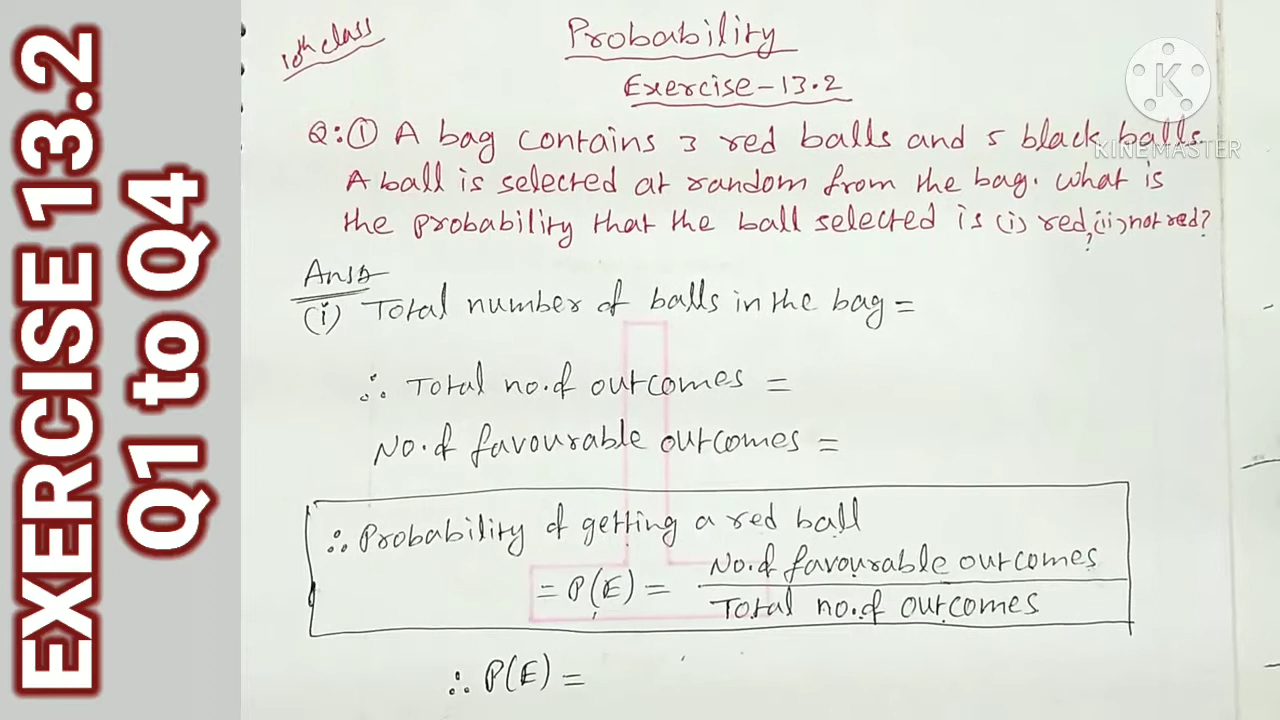 EXERCISE 13.2
Q1 to Q4
10th class
Probability
Exercise-13.2
K
KINEMASTER
Q:① A bag contains 3 red balls and 5 black balls.
A ball is selected at random from the bag. What is
the probability that the ball selected is (i) red, (ii) not red?
?
Ans:
(i) Total number of balls in the bag =
∴ Total no. of outcomes =
No. of favourable outcomes =
∴ Probability of getting a red ball
= P(E) = No. of favourable outcomes
Total no. of outcomes
∴ P(E) =